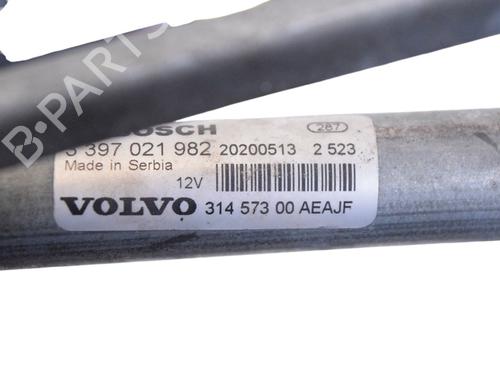 B-PARTS
BOSCH
287
3 397 021 982 20200513 2 523
Made in Serbia
12V
VOLVO 314 573 00 AEAJF